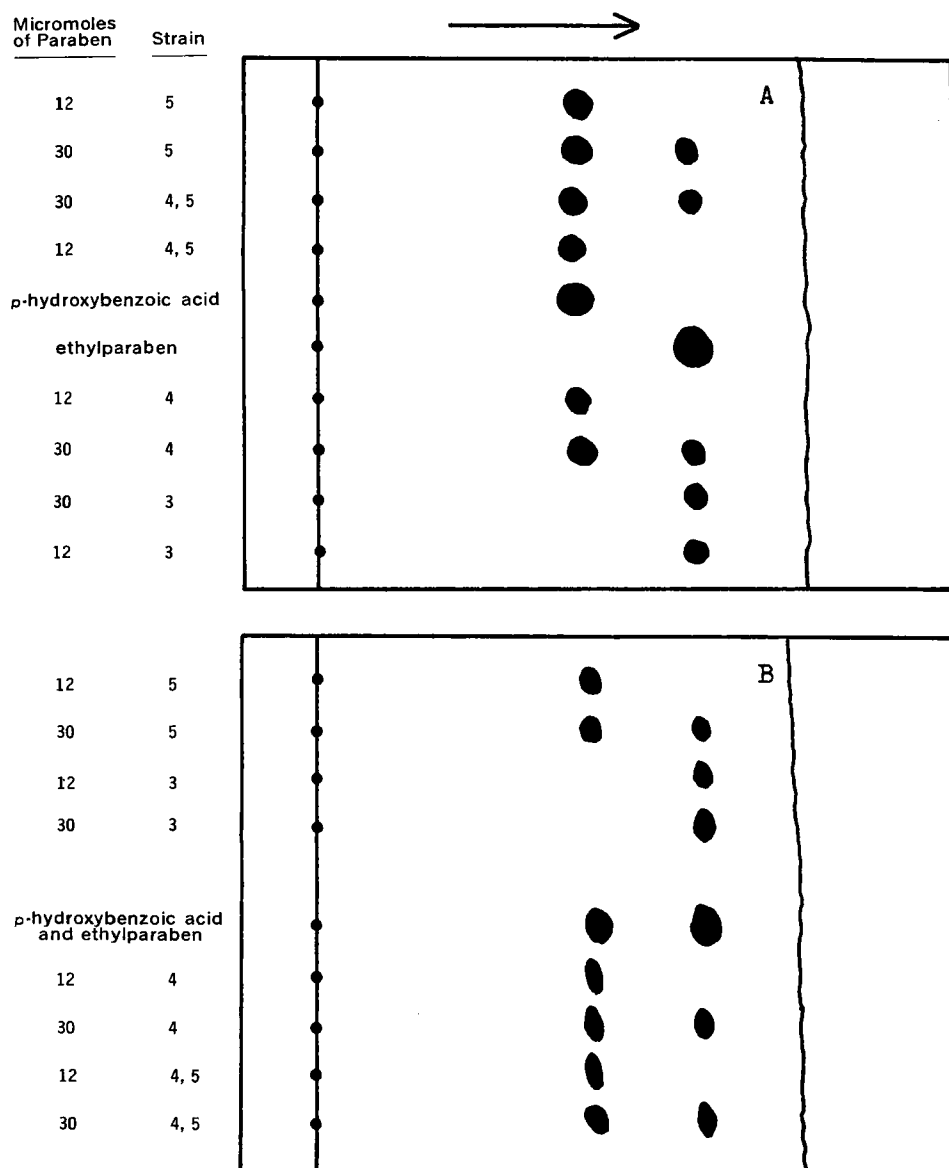 Micromoles
of Paraben Strain
A
12 5
30 5
30 4, 5
12 4, 5
p-hydroxybenzoic acid
ethylparaben
12 4
30 4
30 3
12 3
B
12 5
30 5
12 3
30 3
p-hydroxybenzoic acid
and ethylparaben
12 4
30 4
12 4, 5
30 4, 5